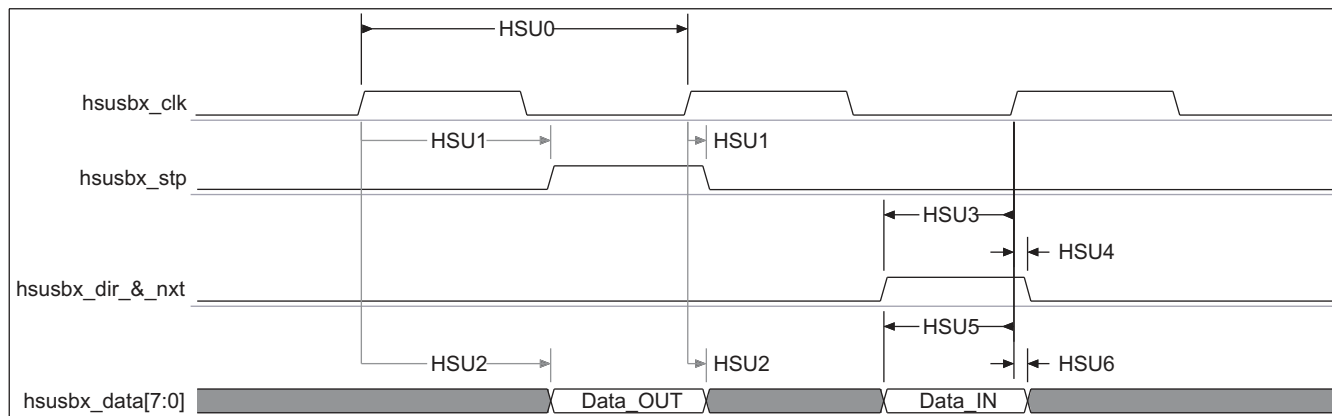 HSU0
hsusbx_clk
HSU1 HSU1
hsusbx_stp
HSU3
HSU4
hsusbx_dir_&_nxt
HSU5
HSU2 HSU2 HSU6
hsusbx_data[7:0] Data_OUT Data_IN